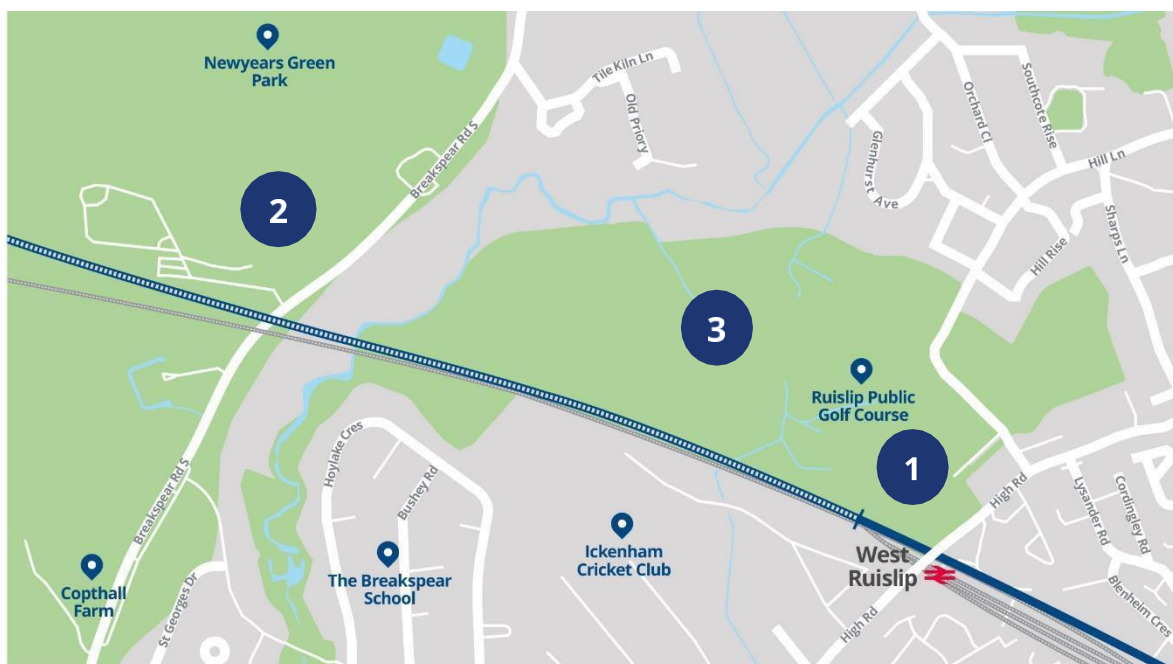 Newyears Green
Park
Tile Kiln Ln
Old Priory
Breakspear Rd S
Glenhurst Ave
Orchard Cl
Southcote Rise
Hill Ln
Sharps Ln
Hill Rise
2
3
Ruislip Public
Golf Course
1
High Rd
Lysander Rd
Cordingley Rd
Blenheim Cres
Hoylake Cres
Bushey Rd
Breakspear Rd S
Ickenham
Cricket Club
West
Ruislip
The Breakspear
School
Copthall
Farm
St Georges Dr
High Rd